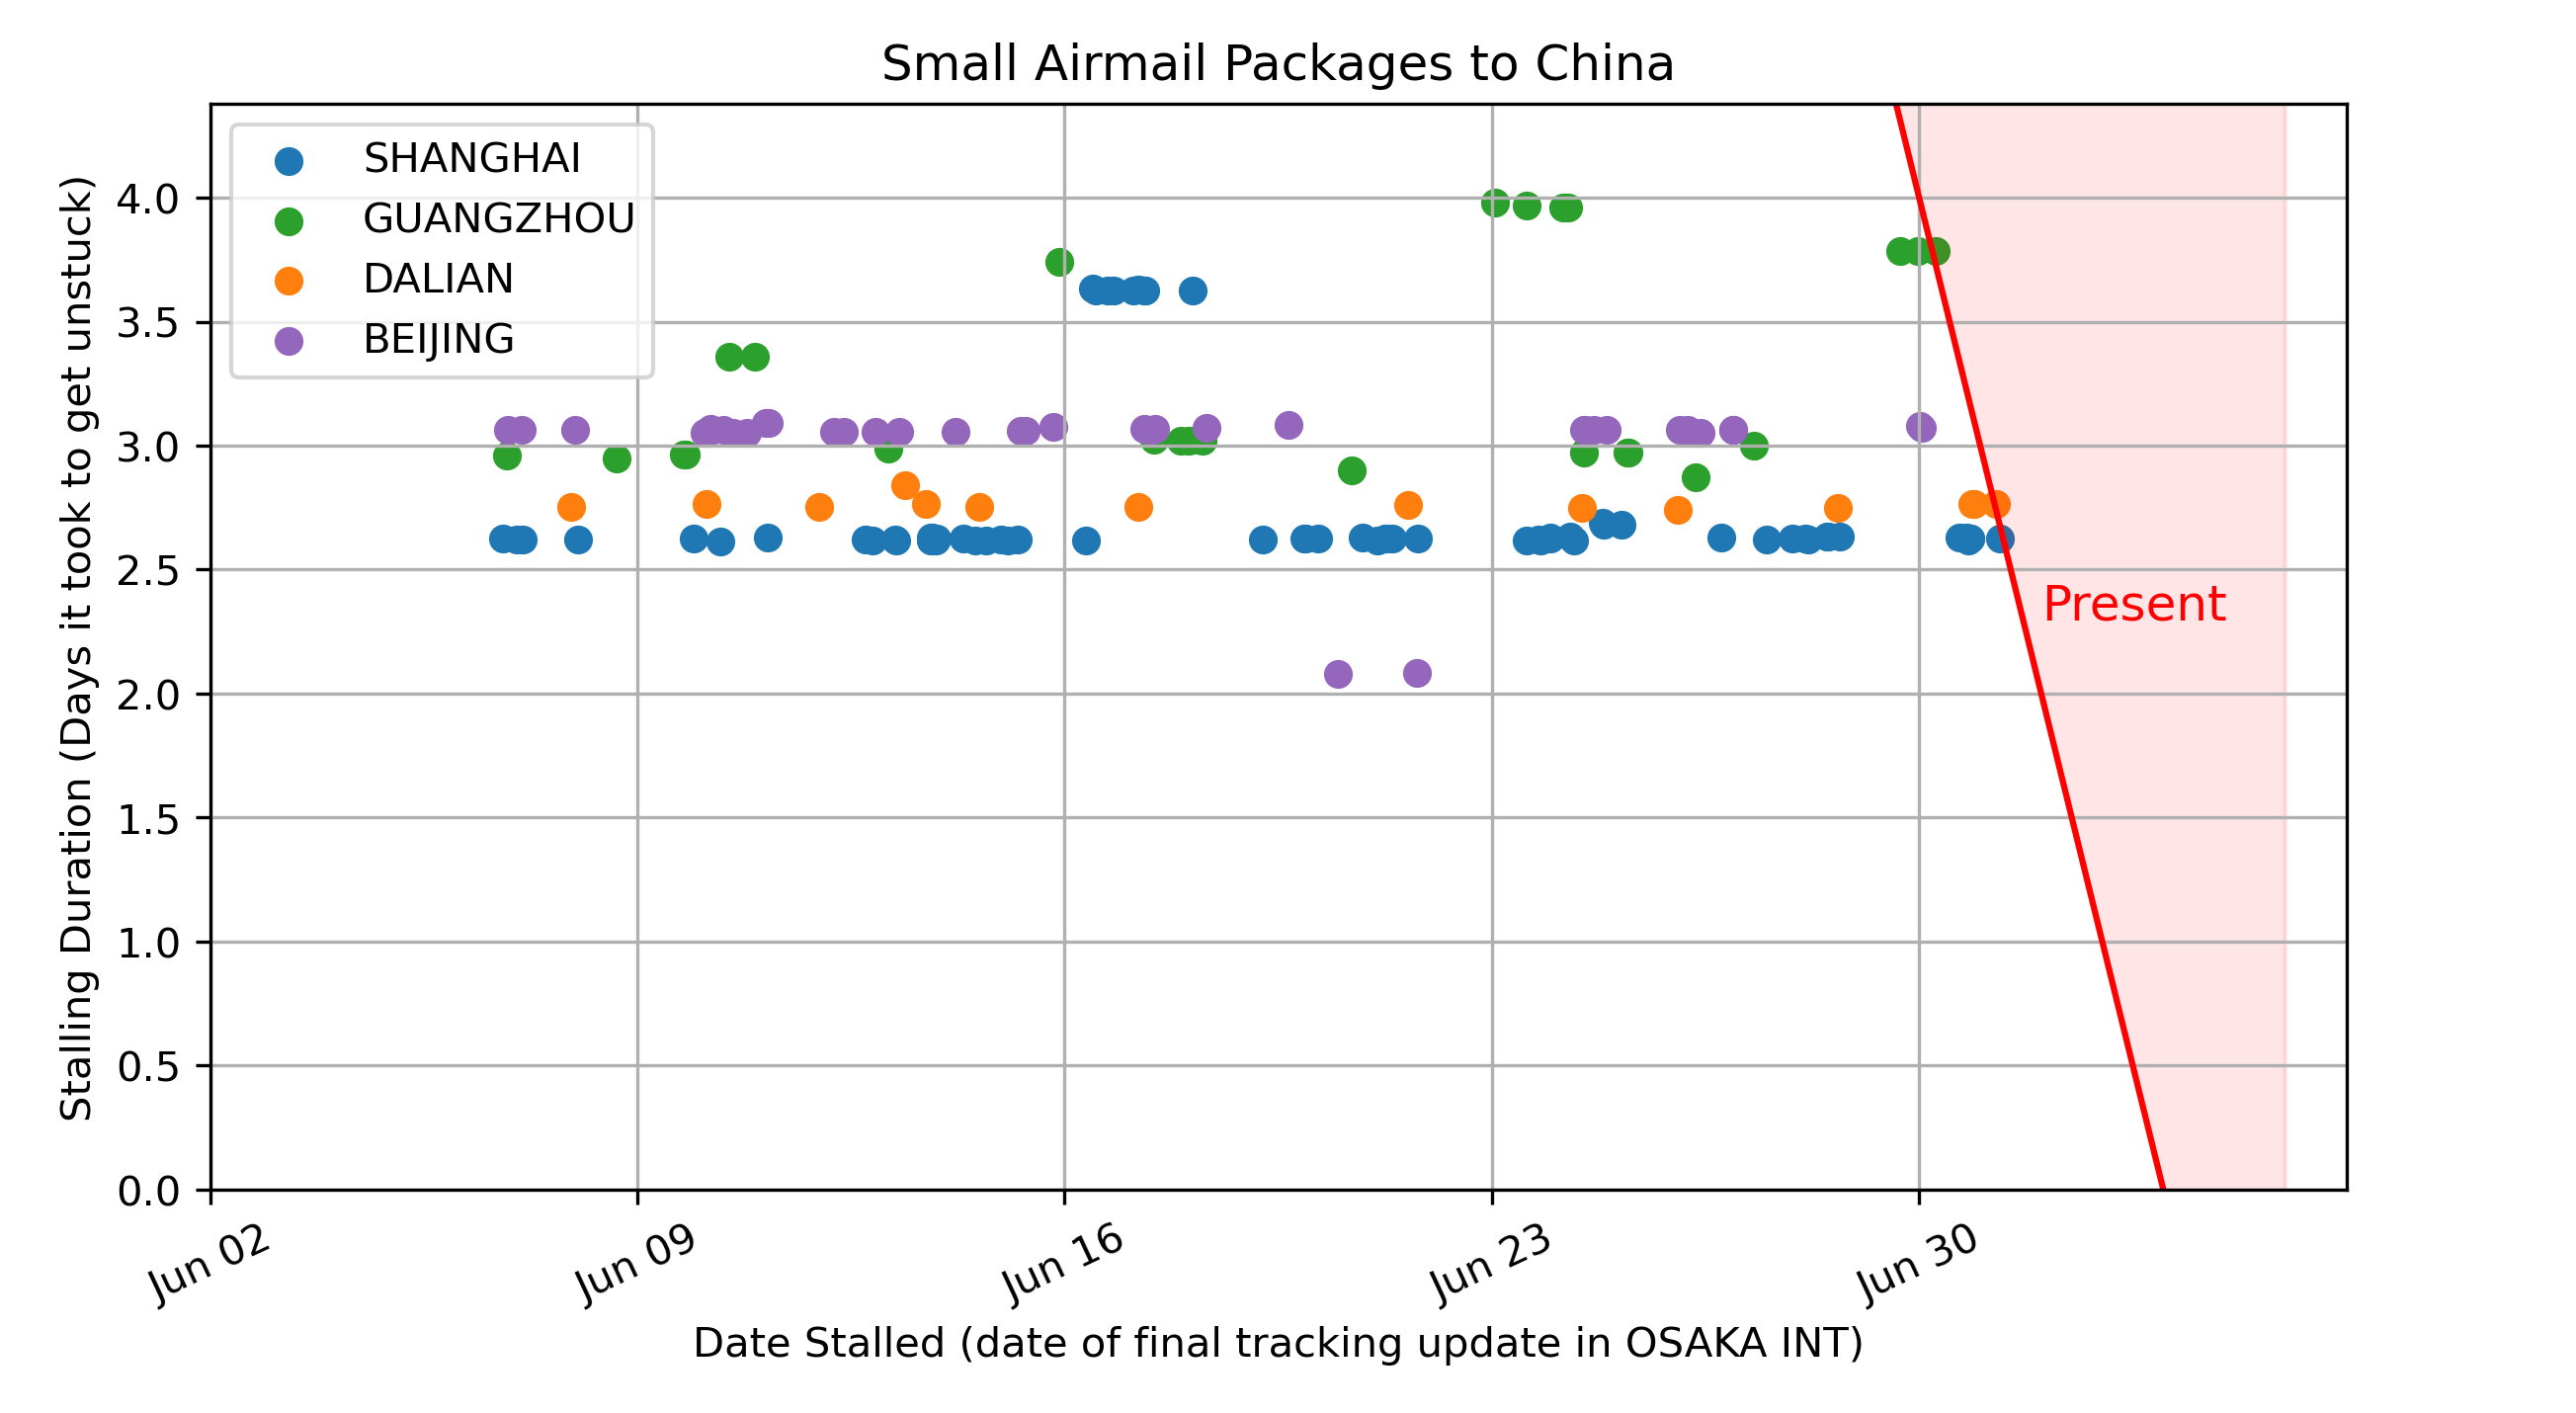 Small Airmail Packages to China
SHANGHAI
GUANGZHOU
DALIAN
BEIJING
Stalling Duration (Days it took to get unstuck)
4.0
3.5
3.0
2.5
2.0
1.5
1.0
0.5
0.0
Present
Jun 02
Jun 09
Jun 16
Jun 23
Jun 30
Date Stalled (date of final tracking update in OSAKA INT)